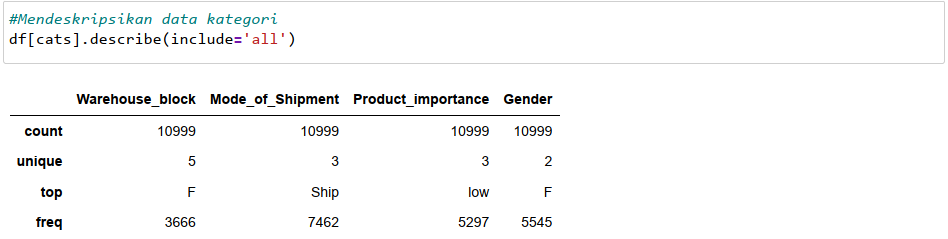 #Mendeskripsikan data kategori
df[cats].describe(include='all')
Warehouse_block Mode_of_Shipment Product_importance Gender
count 10999 10999 10999 10999
unique 5 3 3 2
top F Ship low F
freq 3666 7462 5297 5545